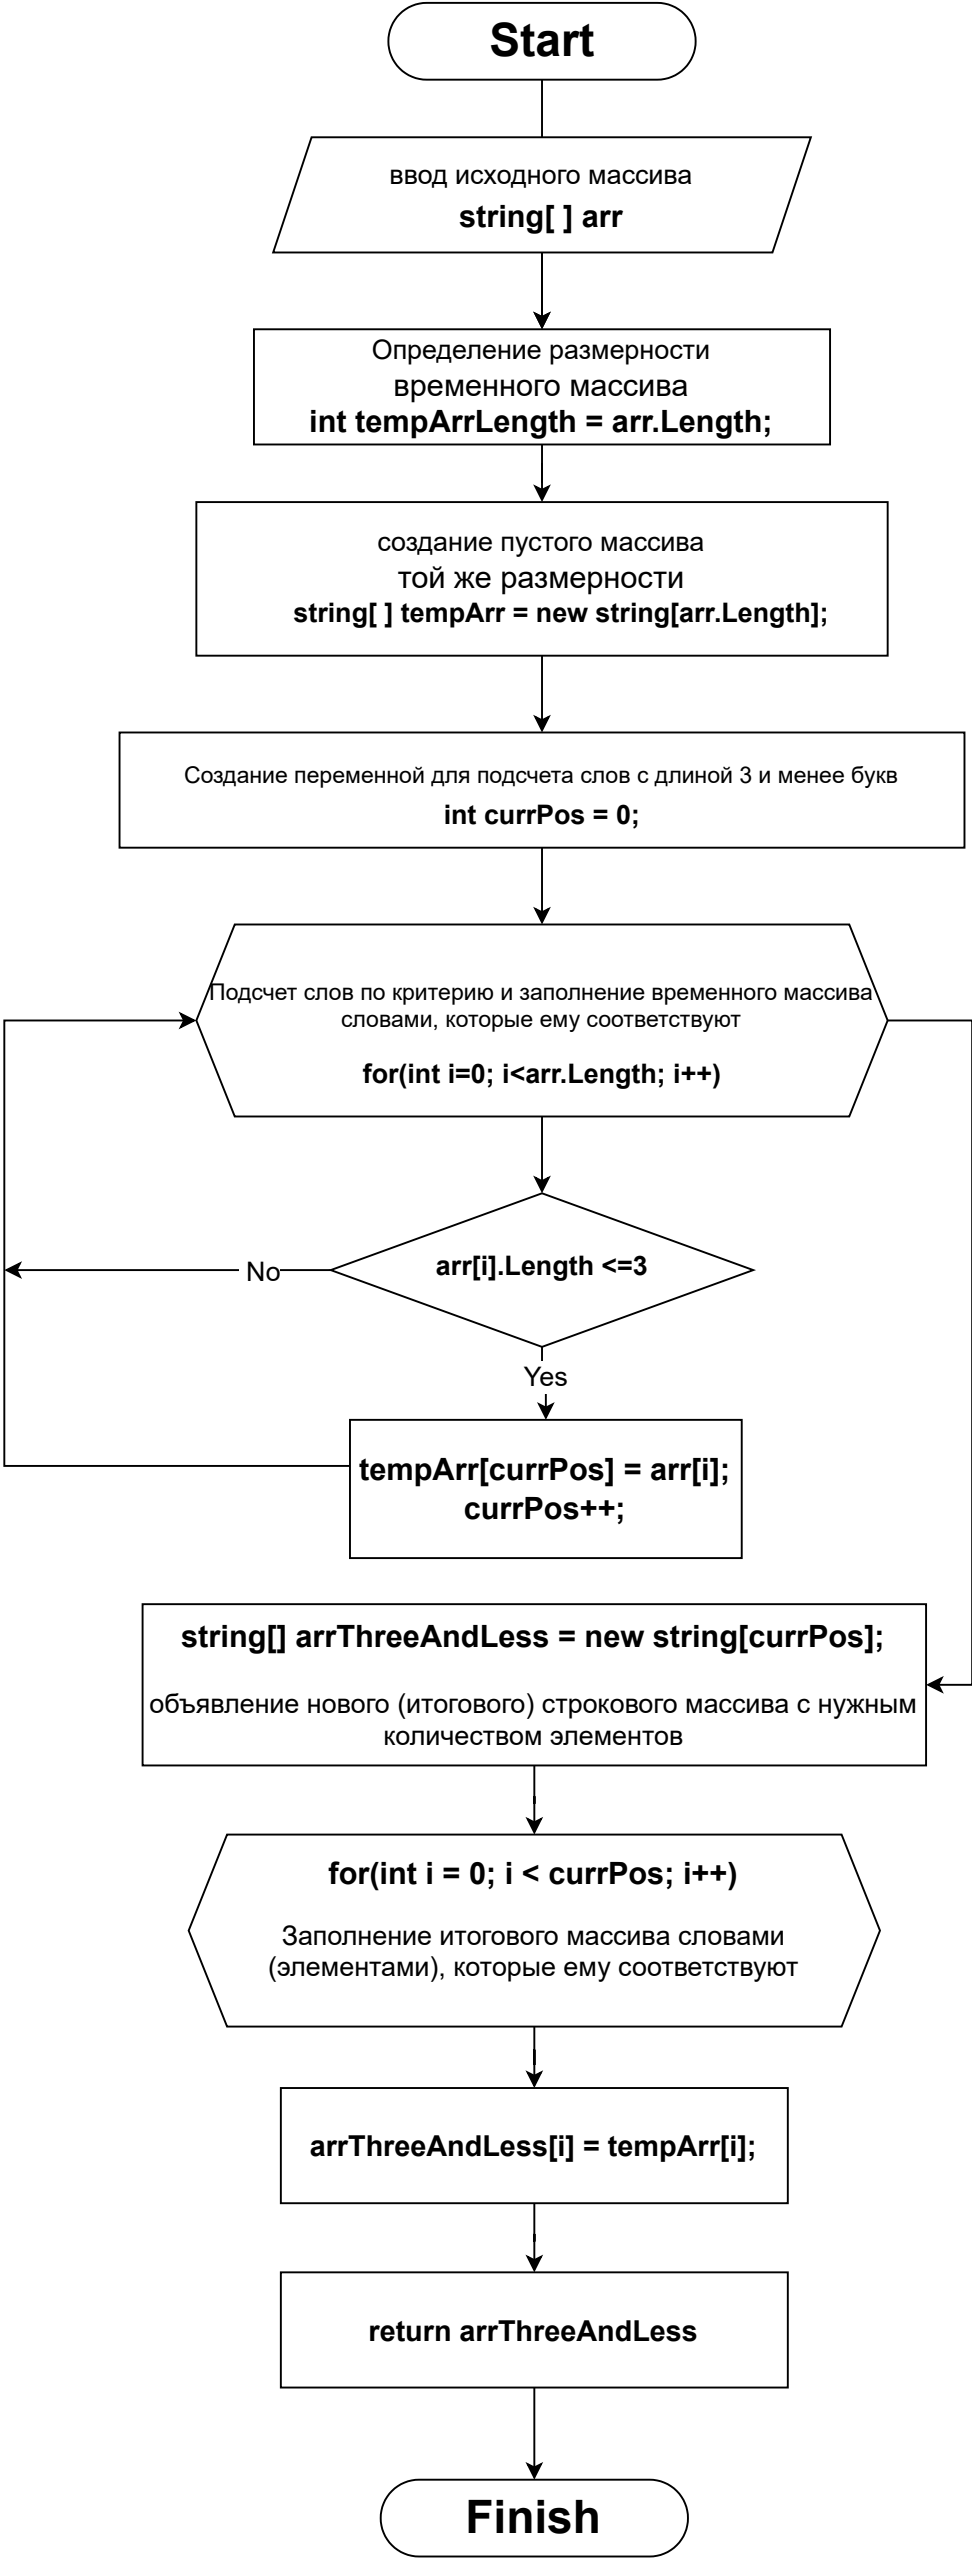 Start
ввод исходного массива
string[ ] arr
Определение размерности
временного массива
int tempArrLength = arr.Length;
создание пустого массива
той же размерности
string[ ] tempArr = new string[arr.Length];
Создание переменной для подсчета слов с длиной 3 и менее букв
int currPos = 0;
Подсчет слов по критерию и заполнение временного массива
словами, которые ему соответствуют
for(int i=0; i<arr.Length; i++)
arr[i].Length <=3
No
Yes
tempArr[currPos] = arr[i];
currPos++;
string[] arrThreeAndLess = new string[currPos];
объявление нового (итогового) строкового массива с нужным
количеством элементов
for(int i = 0; i < currPos; i++)
Заполнение итогового массива словами
(элементами), которые ему соответствуют
arrThreeAndLess[i] = tempArr[i];
return arrThreeAndLess
Finish